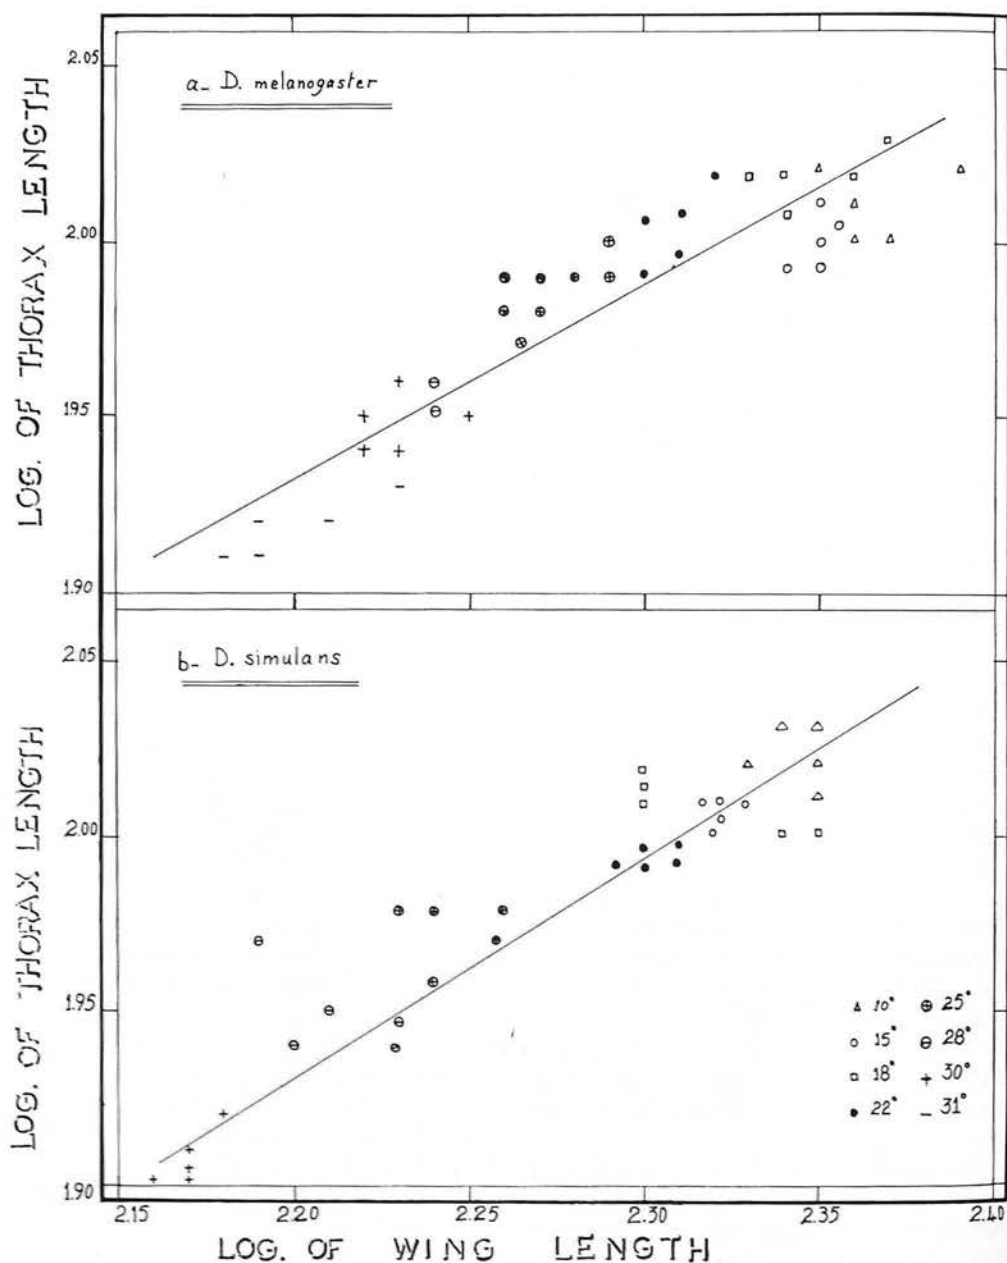 LOG. OF THORAX LENGTH
2.05
2.00
1.95
1.90
a- D. melanogaster
LOG. OF THORAX LENGTH
2.05
2.00
1.95
1.90
b- D. simulans
10° 25°
15° 28°
18° 30°
22° 31°
2.15 2.20 2.25 2.30 2.35 2.40
LOG. OF WING LENGTH